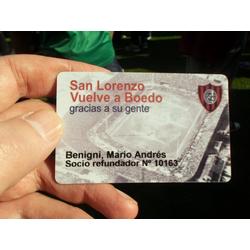 San Lorenzo
Vuelve a Boedo
gracias a su gente
Benigni, Mario Andrés
Socio refundador Nº 10163